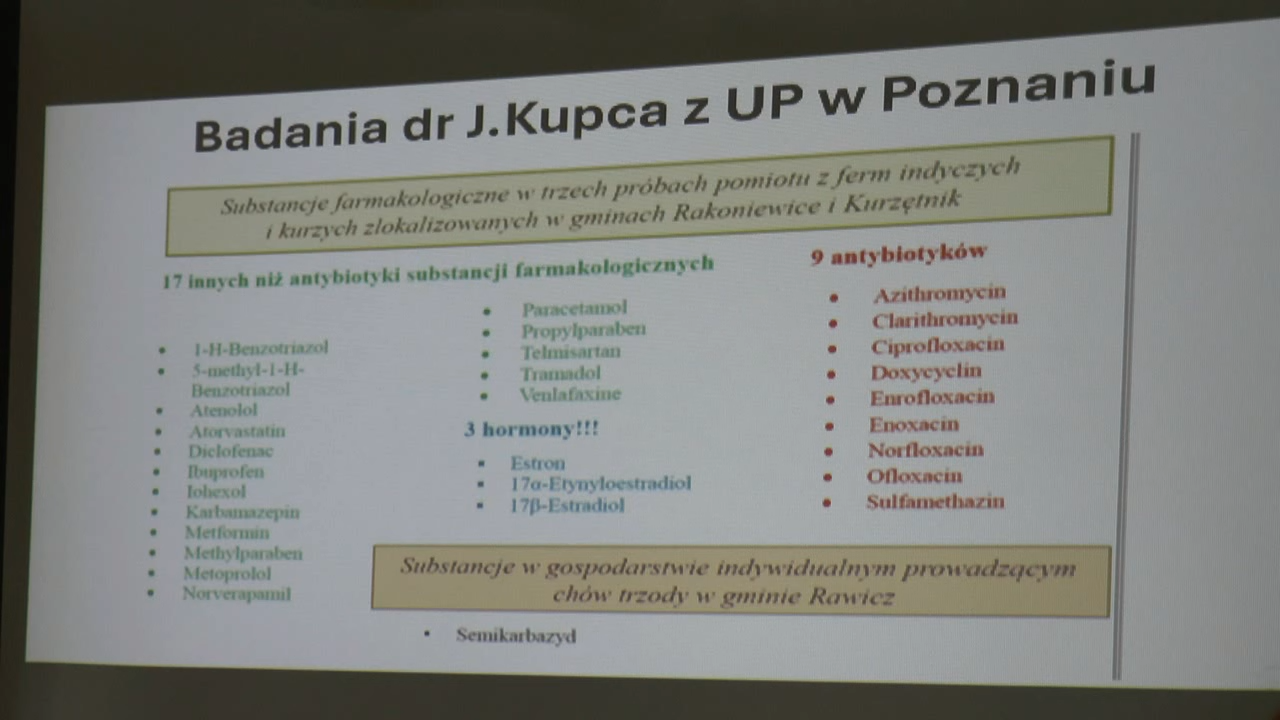 Badania dr J.Kupca z UP w Poznaniu
Substancje farmakologiczne w trzech próbach pomiotu z ferm indyczych
i kurzych zlokalizowanych w gminach Rakoniewice i Kurzętnik
17 innych niż antybiotyki substancji farmakologicznych
• 1-H-Benzotriazol
• 5-methyl-1-H-
Benzotriazol
• Atenolol
• Atorvastatin
• Diclofenac
• Ibuprofen
• Iohexol
• Karbamazepin
• Metformin
• Methylparaben
• Metoprolol
• Norverapamil
• Paracetamol
• Propylparaben
• Telmisartan
• Tramadol
• Venlafaxine
3 hormony!!!
▪ Estron
▪ 17α-Etynyloestradiol
▪ 17β-Estradiol
9 antybiotyków
• Azithromycin
• Clarithromycin
• Ciprofloxacin
• Doxycyclin
• Enrofloxacin
• Enoxacin
• Norfloxacin
• Ofloxacin
• Sulfamethazin
Substancje w gospodarstwie indywidualnym prowadzącym
chów trzody w gminie Rawicz
• Semikarbazyd